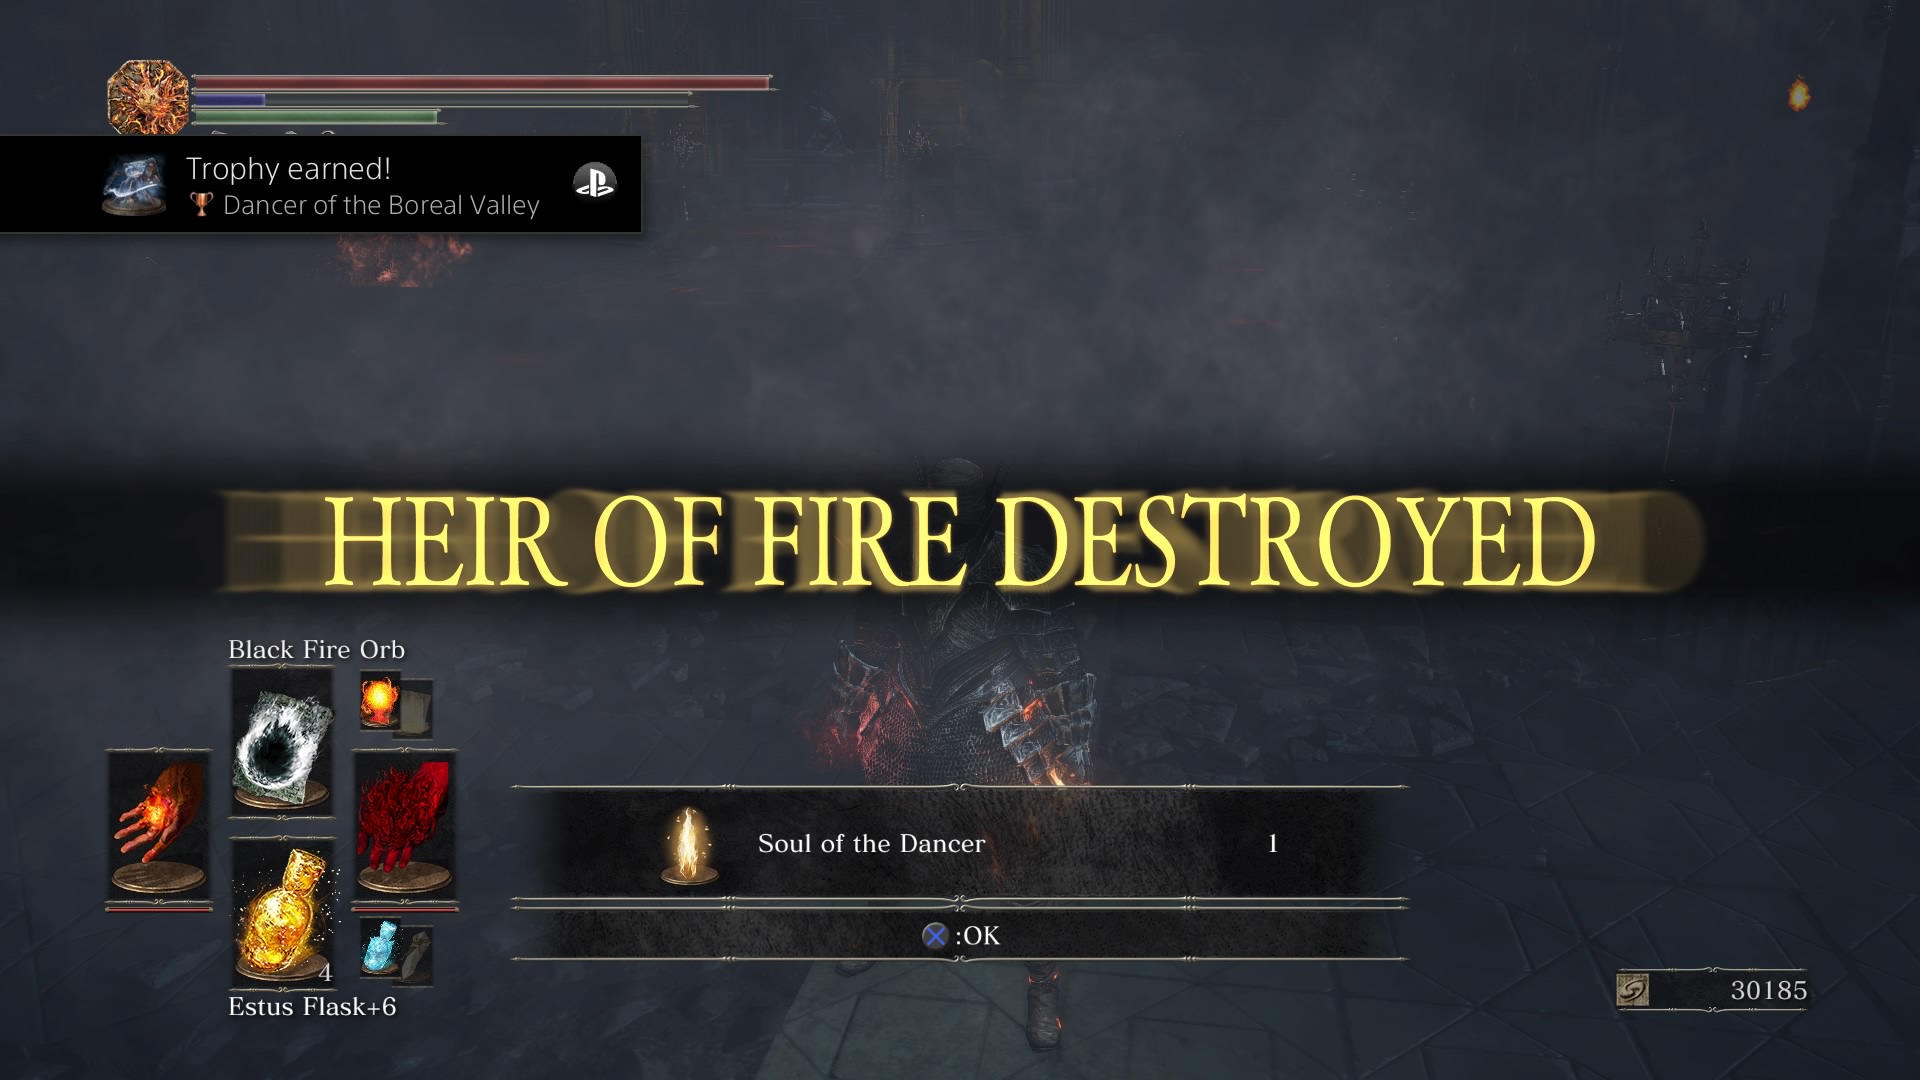 Trophy earned!
Dancer of the Boreal Valley
HEIR OF FIRE DESTROYED
Black Fire Orb
4
Estus Flask+6
Soul of the Dancer 1
:OK
30185